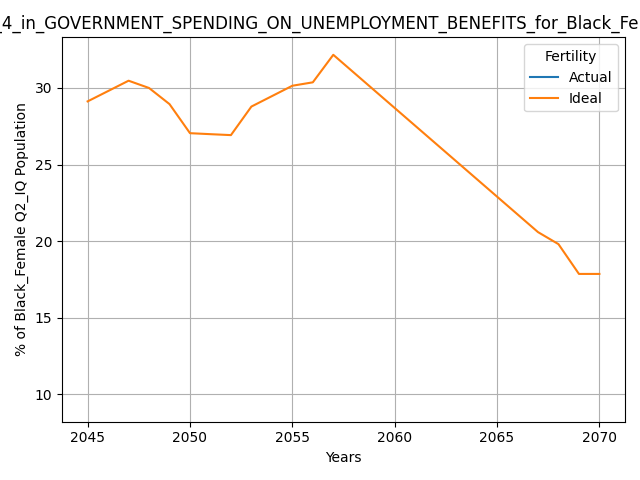 _4_in_GOVERNMENT_SPENDING_ON_UNEMPLOYMENT_BENEFITS_for_Black_Fe
Fertility
Actual
Ideal
% of Black_Female Q2_IQ Population
30
25
20
15
10
2045 2050 2055 2060 2065 2070
Years